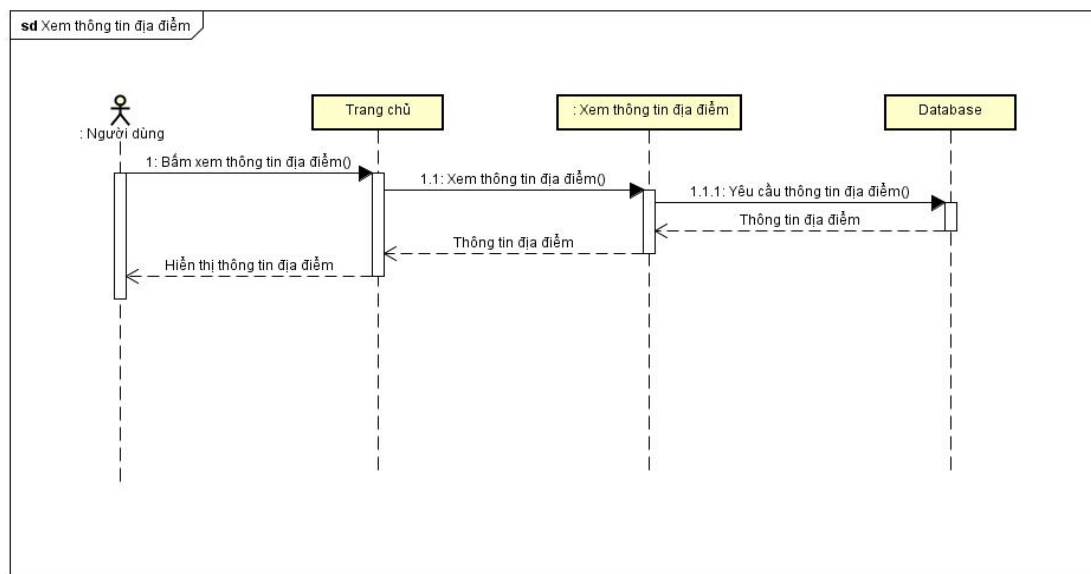 sd Xem thông tin địa điểm
: Người dùng
Trang chủ
: Xem thông tin địa điểm
Database
1: Bấm xem thông tin địa điểm()
1.1: Xem thông tin địa điểm()
1.1.1: Yêu cầu thông tin địa điểm()
Thông tin địa điểm
Thông tin địa điểm
Hiển thị thông tin địa điểm